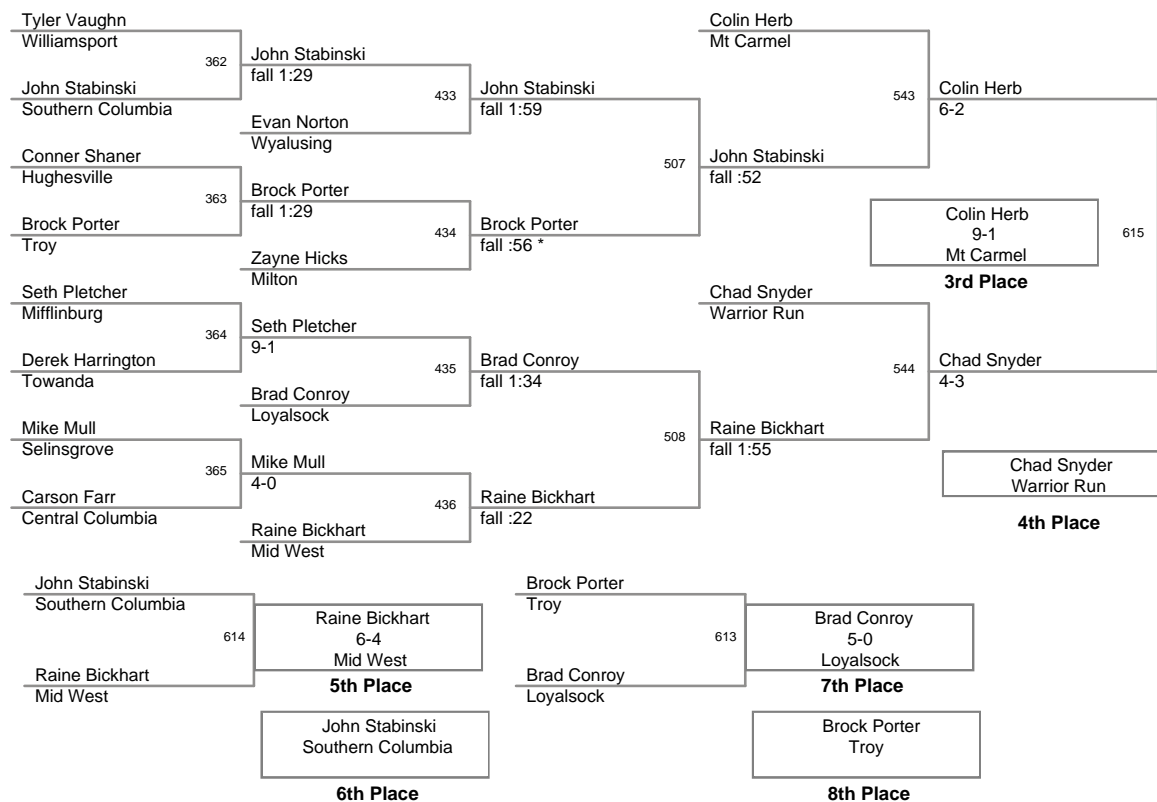 Tyler Vaughn
Williamsport
362
John Stabinski
Southern Columbia
John Stabinski
fall 1:29
433
Evan Norton
Wyalusing
John Stabinski
fall 1:59
Conner Shaner
Hughesville
363
Brock Porter
Troy
Brock Porter
fall 1:29
434
Zayne Hicks
Milton
Brock Porter
fall :56 *
507
John Stabinski
fall :52
Colin Herb
Mt Carmel
543
Colin Herb
6-2
Seth Pletcher
Mifflinburg
364
Derek Harrington
Towanda
Seth Pletcher
9-1
435
Brad Conroy
Loyalsock
Brad Conroy
fall 1:34
Mike Mull
Selinsgrove
365
Carson Farr
Central Columbia
Mike Mull
4-0
436
Raine Bickhart
Mid West
Raine Bickhart
fall :22
508
Raine Bickhart
fall 1:55
Chad Snyder
Warrior Run
544
Chad Snyder
4-3
615
Colin Herb
9-1
Mt Carmel
3rd Place
Chad Snyder
Warrior Run
4th Place
John Stabinski
Southern Columbia
614
Raine Bickhart
Mid West
Raine Bickhart
6-4
Mid West
5th Place
John Stabinski
Southern Columbia
6th Place
Brock Porter
Troy
613
Brad Conroy
Loyalsock
Brad Conroy
5-0
Loyalsock
7th Place
Brock Porter
Troy
8th Place